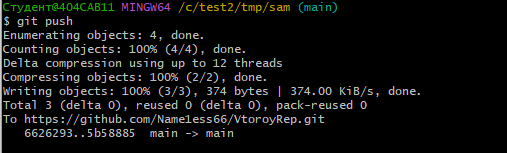 Студент@404CAB11 MINGW64 /c/test2/tmp/sam (main)
$ git push
Enumerating objects: 4, done.
Counting objects: 100% (4/4), done.
Delta compression using up to 12 threads
Compressing objects: 100% (2/2), done.
Writing objects: 100% (3/3), 374 bytes | 374.00 KiB/s, done.
Total 3 (delta 0), reused 0 (delta 0), pack-reused 0
To https://github.com/Name1ess66/VtoroyRep.git
   6626293..5b58885  main -> main